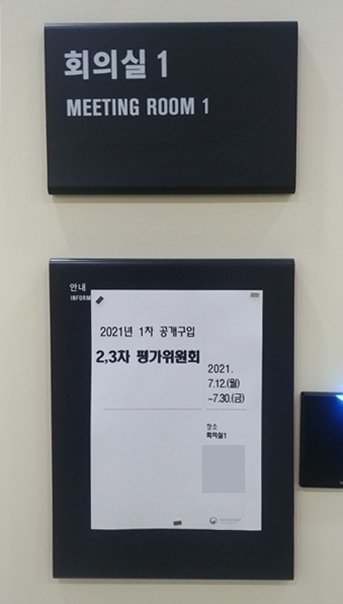 회의실 1
MEETING ROOM 1
안내
INFORM
2021년 1차 공개구입
2,3차 평가위원회
2021.
7.12.(월)
~7.30.(금)
장소
회의실1